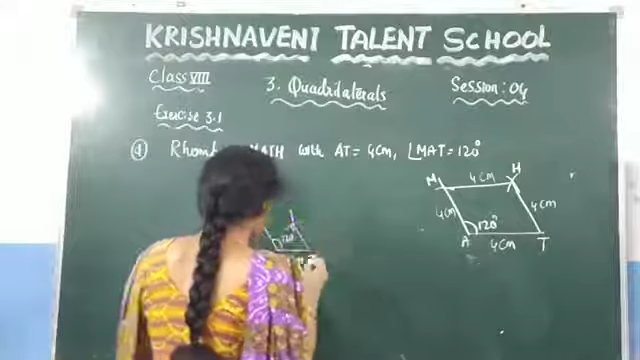 KRISHNAVENI TALENT SCHOOL
Class VIII
3. Quadrilaterals
Session: 04
Exercise 3.1
④ MATH with AT = 4cm, ∠MAT = 120°
M 4cm H
4cm 4cm
120°
A 4cm T
120°